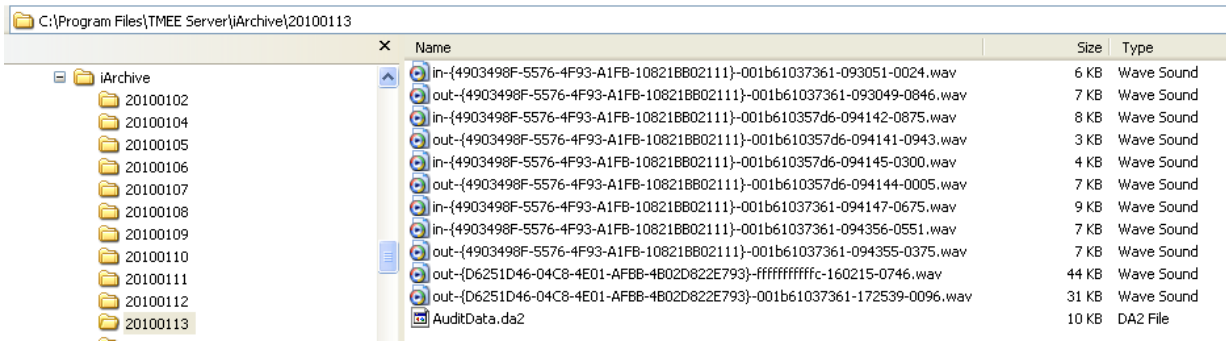 C:\Program Files\TMEE Server\iArchive\20100113
iArchive
20100102
20100104
20100105
20100106
20100107
20100108
20100109
20100110
20100111
20100112
20100113
Name Size Type
in-{4903498F-5576-4F93-A1FB-10821BB02111}-001b61037361-093051-0024.wav 6 KB Wave Sound
out-{4903498F-5576-4F93-A1FB-10821BB02111}-001b61037361-093049-0846.wav 7 KB Wave Sound
in-{4903498F-5576-4F93-A1FB-10821BB02111}-001b610357d6-094142-0875.wav 8 KB Wave Sound
out-{4903498F-5576-4F93-A1FB-10821BB02111}-001b610357d6-094141-0943.wav 3 KB Wave Sound
in-{4903498F-5576-4F93-A1FB-10821BB02111}-001b610357d6-094145-0300.wav 4 KB Wave Sound
out-{4903498F-5576-4F93-A1FB-10821BB02111}-001b610357d6-094144-0005.wav 7 KB Wave Sound
in-{4903498F-5576-4F93-A1FB-10821BB02111}-001b61037361-094147-0675.wav 9 KB Wave Sound
in-{4903498F-5576-4F93-A1FB-10821BB02111}-001b61037361-094356-0551.wav 7 KB Wave Sound
out-{4903498F-5576-4F93-A1FB-10821BB02111}-001b61037361-094355-0375.wav 7 KB Wave Sound
out-{D6251D46-04C8-4E01-AFBB-4B02D822E793}-fffffffffffc-160215-0746.wav 44 KB Wave Sound
out-{D6251D46-04C8-4E01-AFBB-4B02D822E793}-001b61037361-172539-0096.wav 31 KB Wave Sound
AuditData.da2 10 KB DA2 File